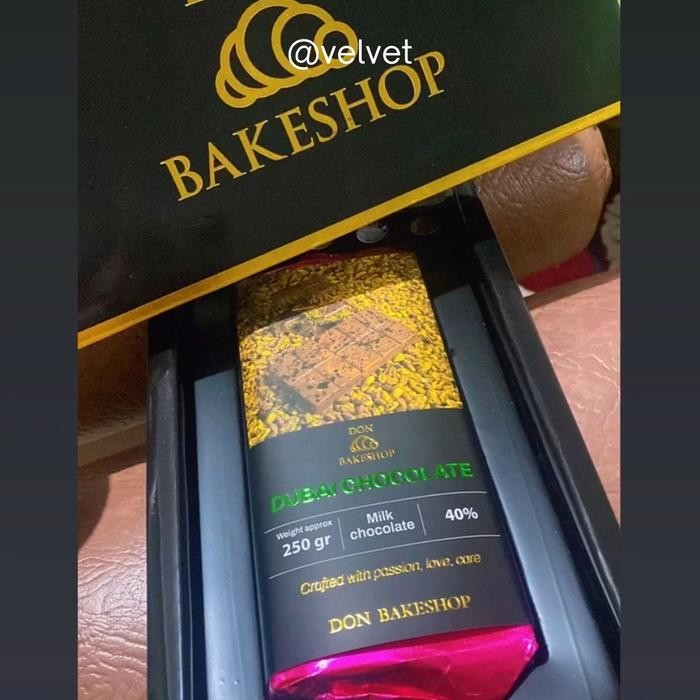 @velvet
BAKESHOP
DON
BAKESHOP
DUBAI CHOCOLATE
Weight approx
250 gr
Milk
chocolate
40%
Crafted with passion, love, care
DON BAKESHOP